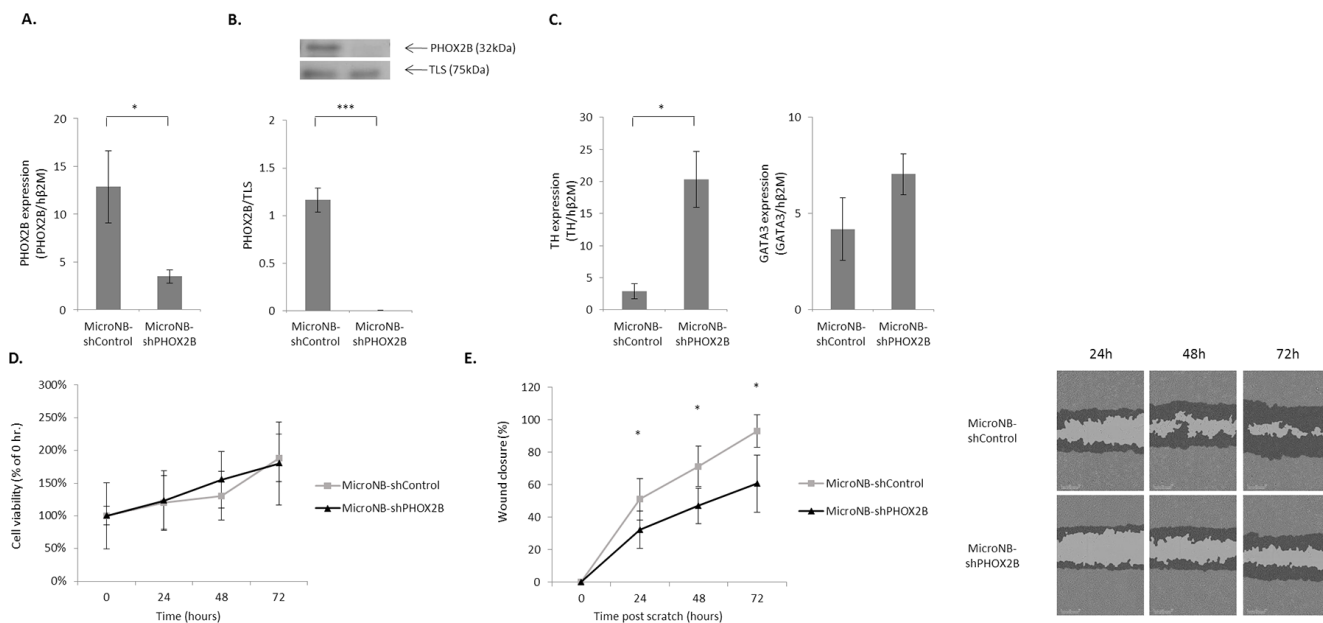 A.
B.
C.
PHOX2B (32kDa)
TLS (75kDa)
*
20
15
10
5
0
PHOX2B expression
(PHOX2B/hβ2M)
MicroNB-
shControl
MicroNB-
shPHOX2B
***
2
1.5
1
0.5
0
PHOX2B/TLS
MicroNB-
shControl
MicroNB-
shPHOX2B
*
30
25
20
15
10
5
0
TH expression
(TH/hβ2M)
MicroNB-
shControl
MicroNB-
shPHOX2B
10
5
0
GATA3 expression
(GATA3/hβ2M)
MicroNB-
shControl
MicroNB-
shPHOX2B
D.
300%
250%
200%
150%
100%
50%
0%
Cell viability (% of 0 hr.)
0 24 48 72
Time (hours)
MicroNB-shControl
MicroNB-shPHOX2B
E.
120
100
80
60
40
20
0
Wound closure (%)
* * *
0 24 48 72
Time post scratch (hours)
MicroNB-shControl
MicroNB-shPHOX2B
24h 48h 72h
MicroNB-
shControl
MicroNB-
shPHOX2B